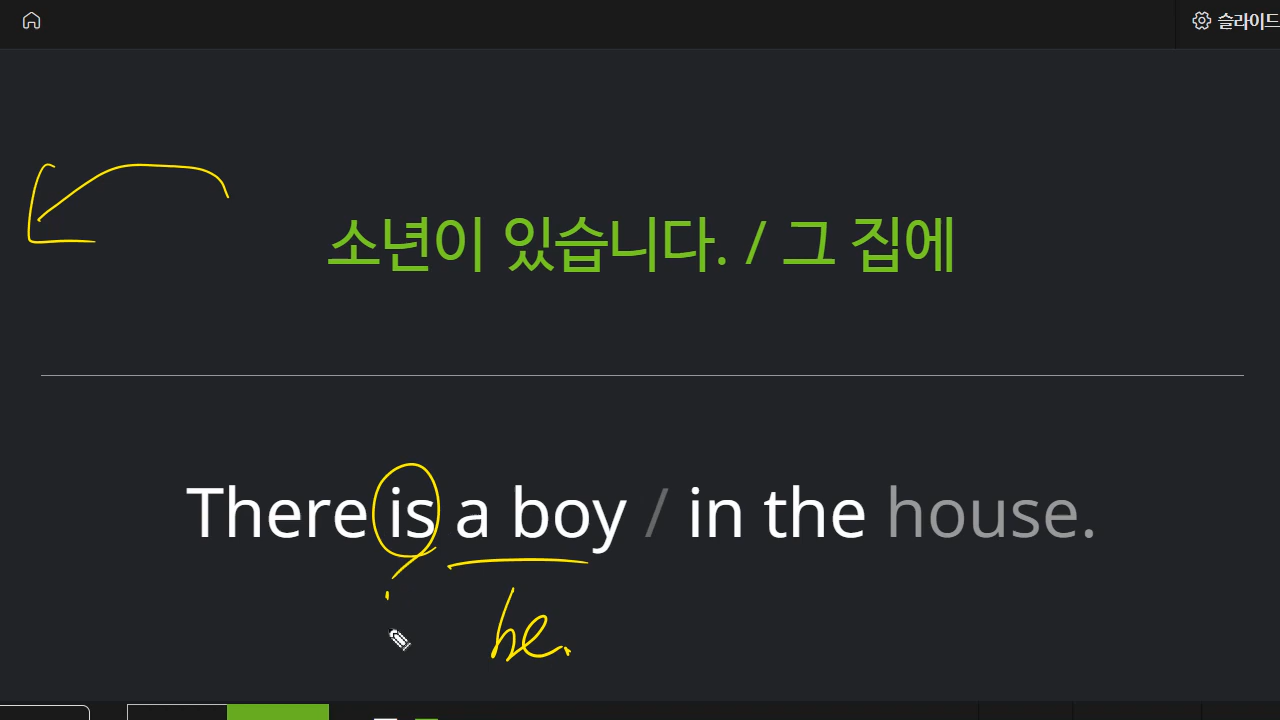 슬라이드
소년이 있습니다. / 그 집에
There is a boy / in the house.
he.